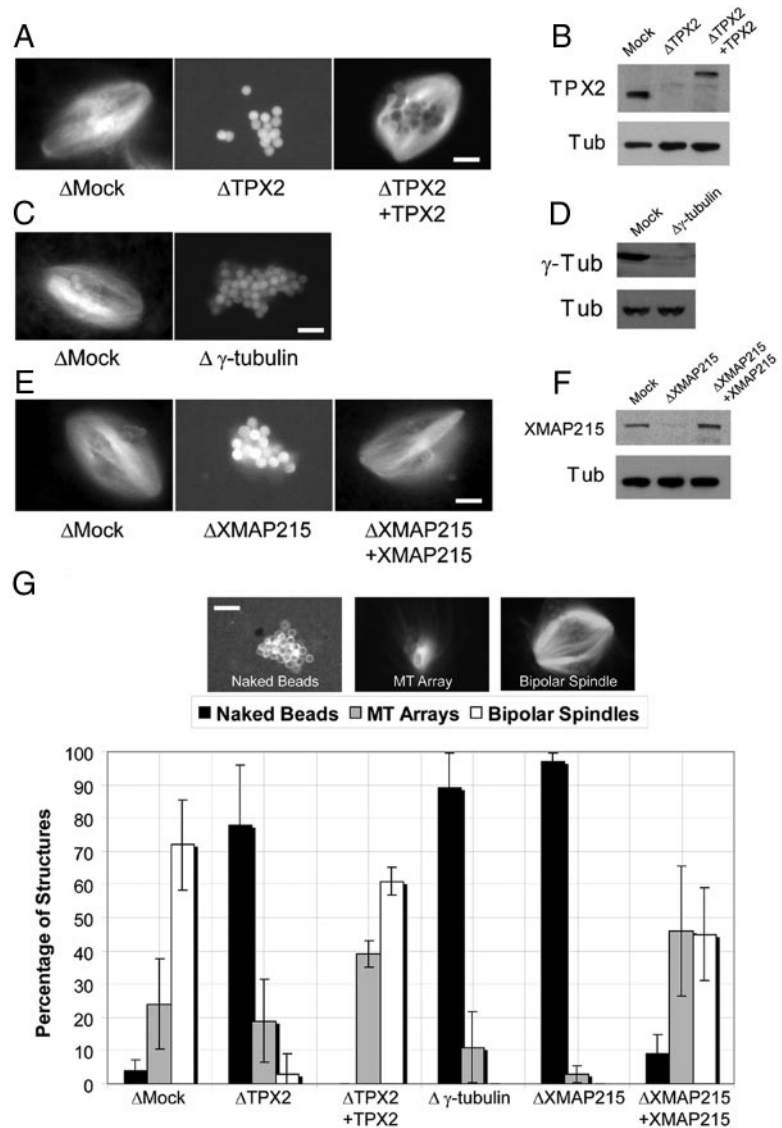 A
ΔMock ΔTPX2 ΔTPX2
+TPX2
B
Mock ΔTPX2 ΔTPX2
+TPX2
TPX2
Tub
C
ΔMock Δ γ-tubulin
D
Mock Δγ-tubulin
γ-Tub
Tub
E
ΔMock ΔXMAP215 ΔXMAP215
+XMAP215
F
Mock ΔXMAP215 ΔXMAP215
+XMAP215
XMAP215
Tub
G
Naked Beads MT Array Bipolar Spindle
Naked Beads MT Arrays Bipolar Spindles
Percentage of Structures
100
90
80
70
60
50
40
30
20
10
0
ΔMock ΔTPX2 ΔTPX2 Δ γ-tubulin ΔXMAP215 ΔXMAP215
+TPX2 +XMAP215